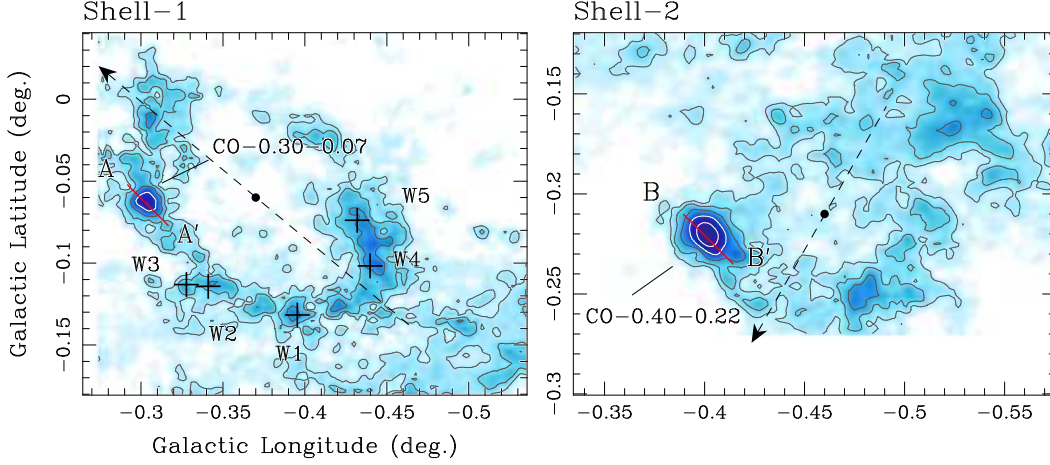 Shell-1
Shell-2
Galactic Latitude (deg.)
0
−0.05
−0.1
−0.15
CO−0.30−0.07
A
A'
W5
W4
W3
W2
W1
−0.3
−0.35
−0.4
−0.45
−0.5
Galactic Longitude (deg.)
−0.15
−0.2
−0.25
−0.3
B
B'
CO−0.40−0.22
−0.35
−0.4
−0.45
−0.5
−0.55